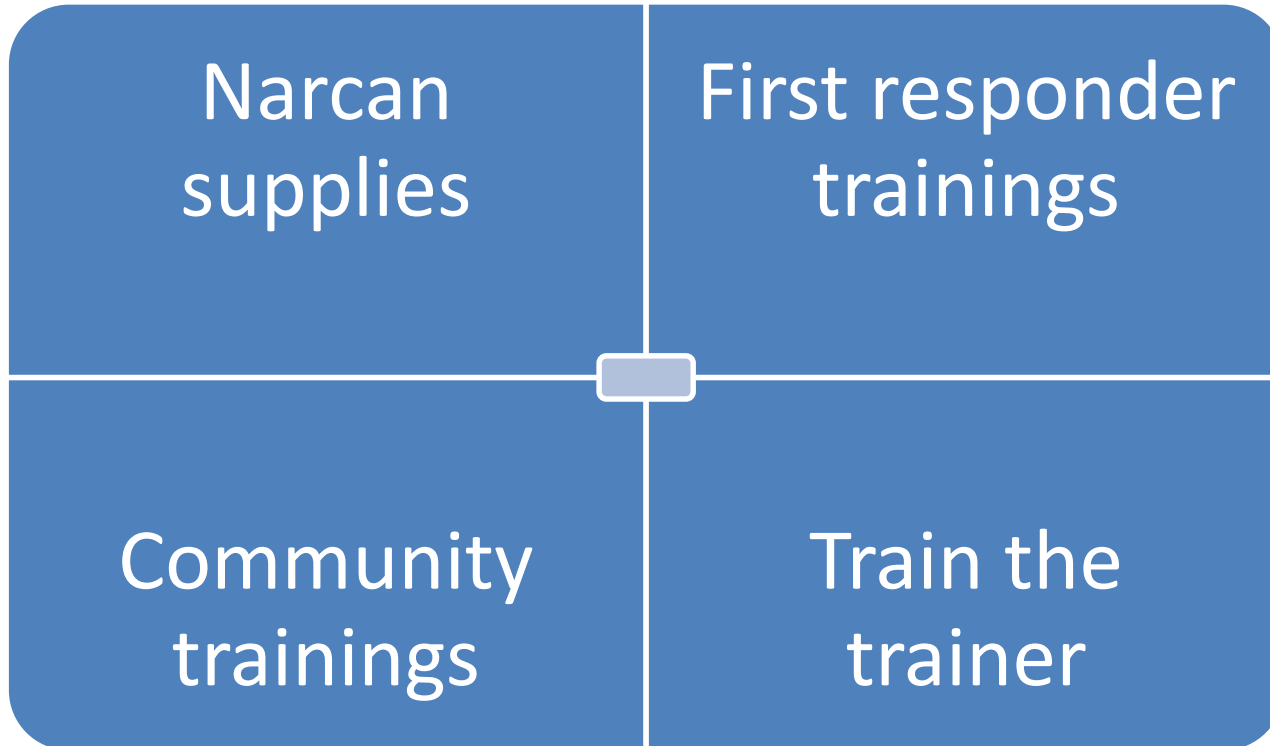 Narcan
supplies
First responder
trainings
Community
trainings
Train the
trainer